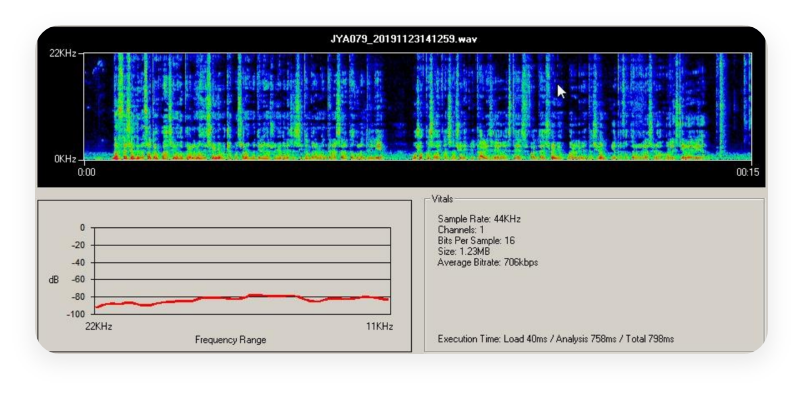 JYA079_20191123141259.wav
22KHz
0KHz
0:00
00:15
0
-20
-40
dB
-60
-80
-100
22KHz
11KHz
Frequency Range
Vitals
Sample Rate: 44KHz
Channels: 1
Bits Per Sample: 16
Size: 1.23MB
Average Bitrate: 706kbps
Execution Time: Load 40ms / Analysis 758ms / Total 798ms